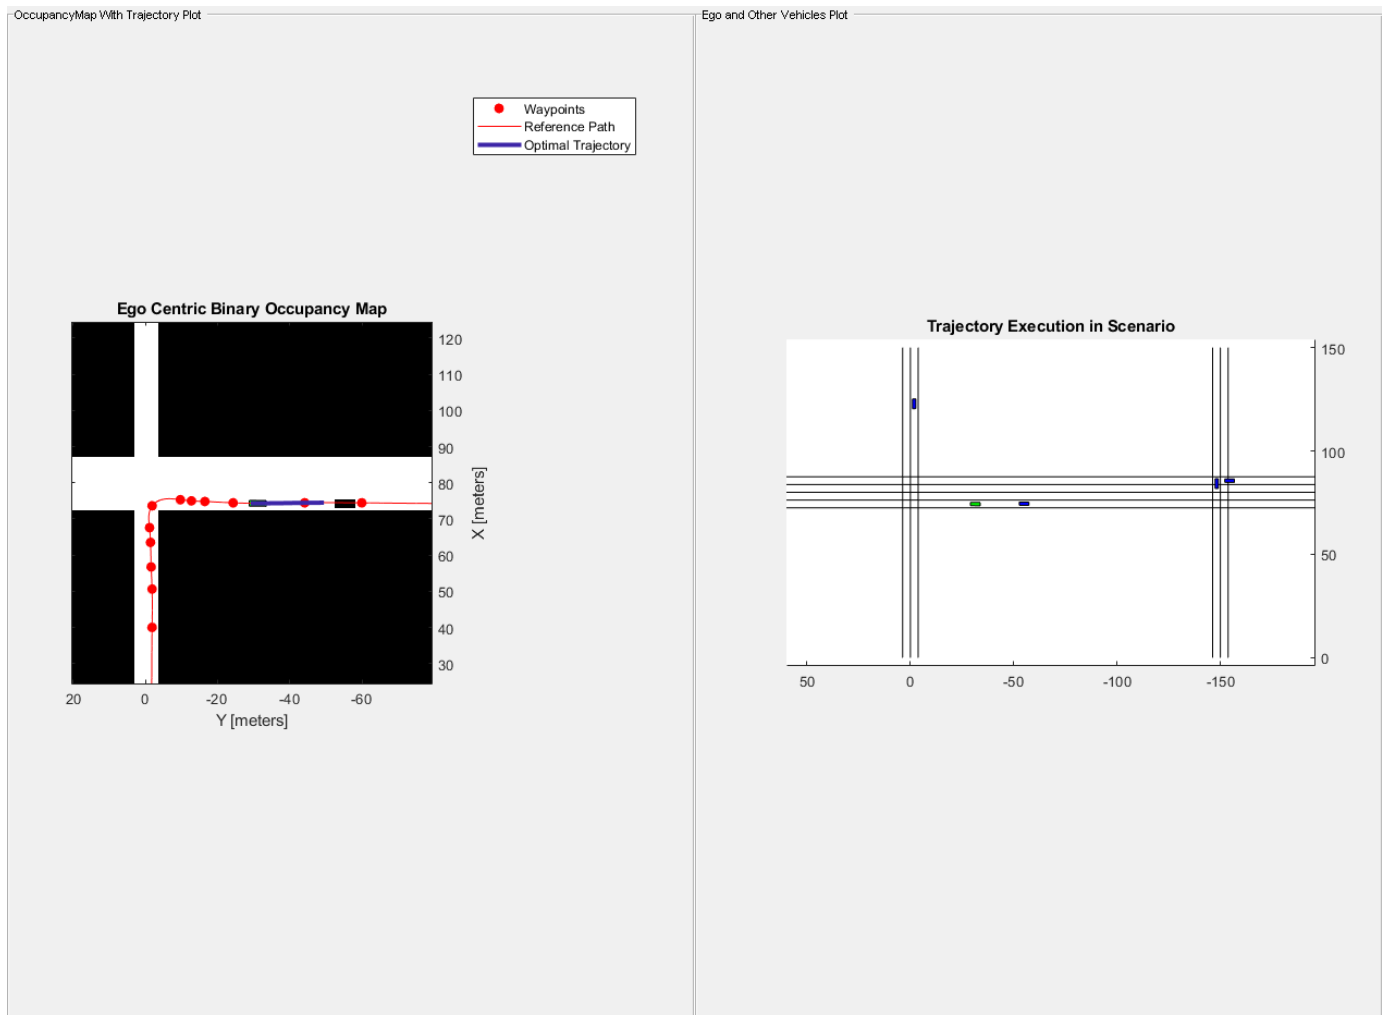 OccupancyMap With Trajectory Plot
Waypoints
Reference Path
Optimal Trajectory
Ego Centric Binary Occupancy Map
120
110
100
90
80
70
60
50
40
30
X [meters]
20 0 -20 -40 -60
Y [meters]
Ego and Other Vehicles Plot
Trajectory Execution in Scenario
150
100
50
0
50 0 -50 -100 -150